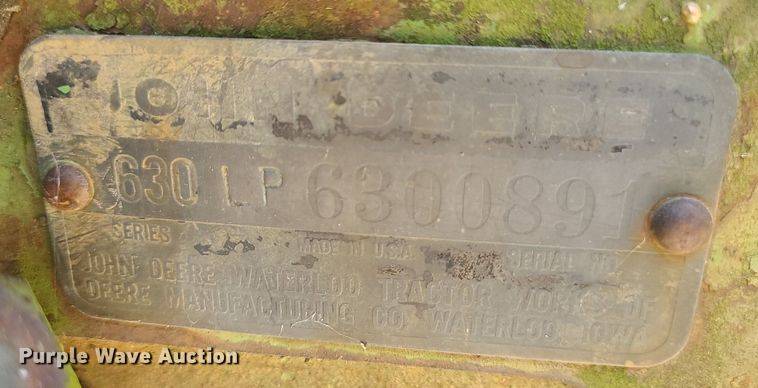 JOHN DEERE
630 LP 6300891
SERIES MADE IN U.S.A. SERIAL NO.
JOHN DEERE WATERLOO TRACTOR WORKS OF
DEERE MANUFACTURING CO. WATERLOO, IOWA
Purple Wave Auction